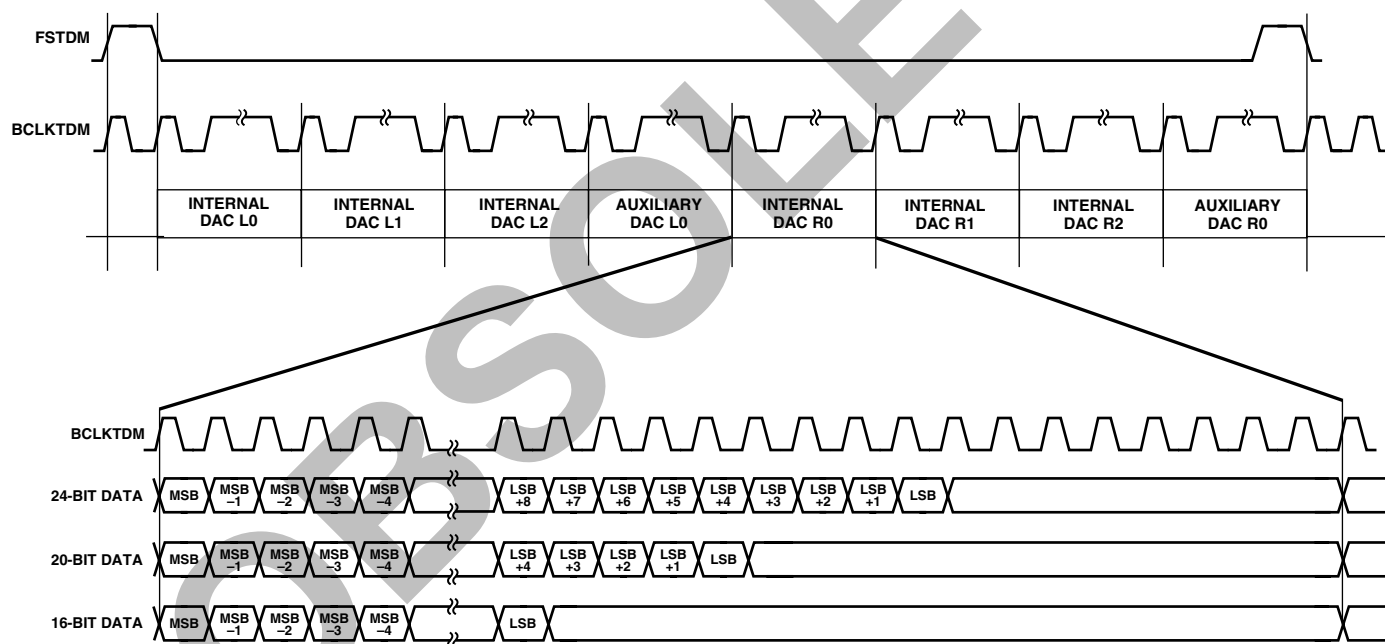 FSTDM
BCLKTDM
INTERNAL DAC L0
INTERNAL DAC L1
INTERNAL DAC L2
AUXILIARY DAC L0
INTERNAL DAC R0
INTERNAL DAC R1
INTERNAL DAC R2
AUXILIARY DAC R0
BCLKTDM
24-BIT DATA MSB MSB –1 MSB –2 MSB –3 MSB –4 LSB +8 LSB +7 LSB +6 LSB +5 LSB +4 LSB +3 LSB +2 LSB +1 LSB
20-BIT DATA MSB MSB –1 MSB –2 MSB –3 MSB –4 LSB +4 LSB +3 LSB +2 LSB +1 LSB
16-BIT DATA MSB MSB –1 MSB –2 MSB –3 MSB –4 LSB
OBSOLE